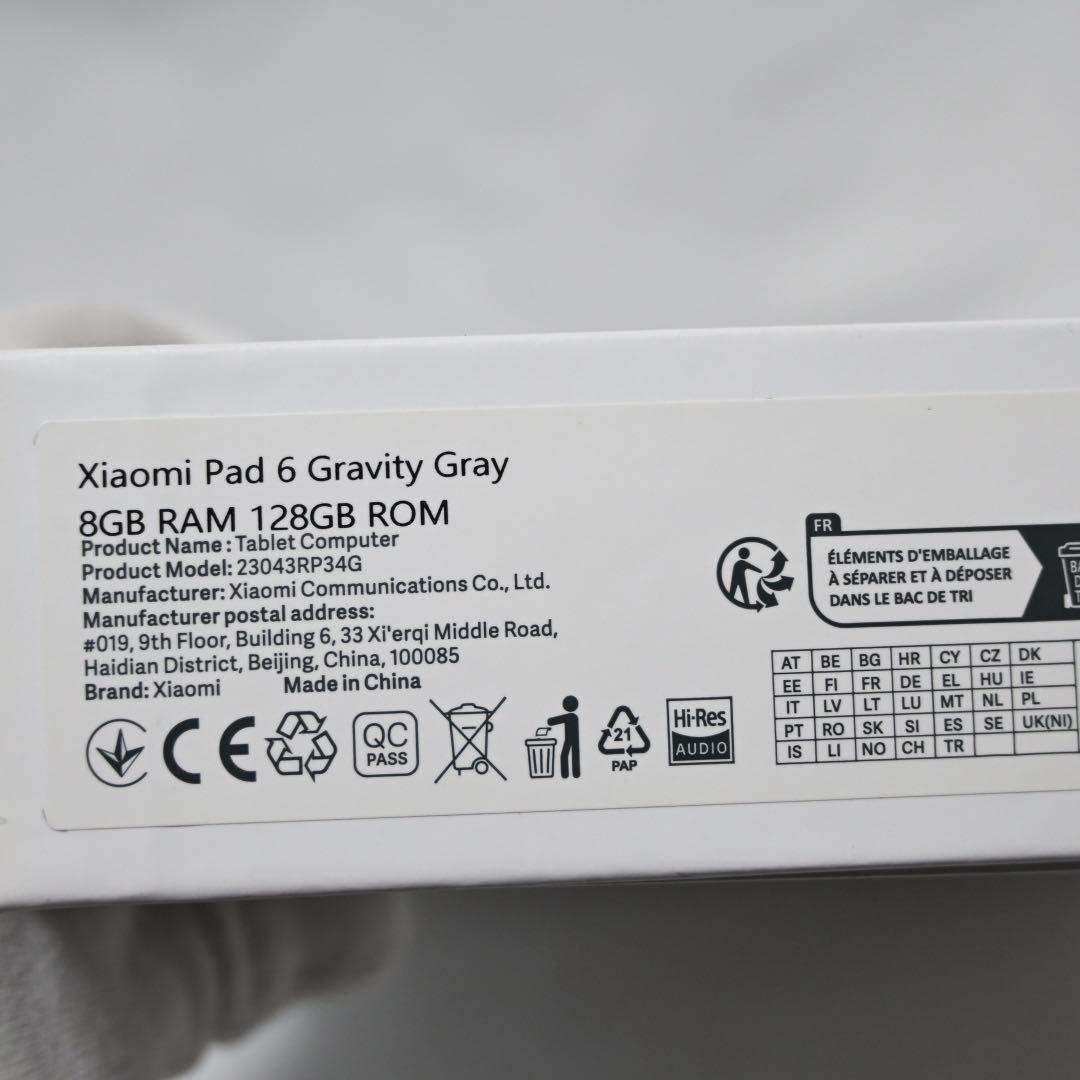 Xiaomi Pad 6 Gravity Gray
8GB RAM 128GB ROM
Product Name: Tablet Computer
Product Model: 23043RP34G
Manufacturer: Xiaomi Communications Co., Ltd.
Manufacturer postal address:
#019, 9th Floor, Building 6, 33 Xi'erqi Middle Road,
Haidian District, Beijing, China, 100085
Brand: Xiaomi Made in China
CE
QC
PASS
21
PAP
Hi-Res
AUDIO
FR
ÉLÉMENTS D'EMBALLAGE
À SÉPARER ET À DÉPOSER
DANS LE BAC DE TRI
AT BE BG HR CY CZ DK
EE FI FR DE EL HU IE
IT LV LT LU MT NL PL
PT RO SK SI ES SE UK(NI)
IS LI NO CH TR